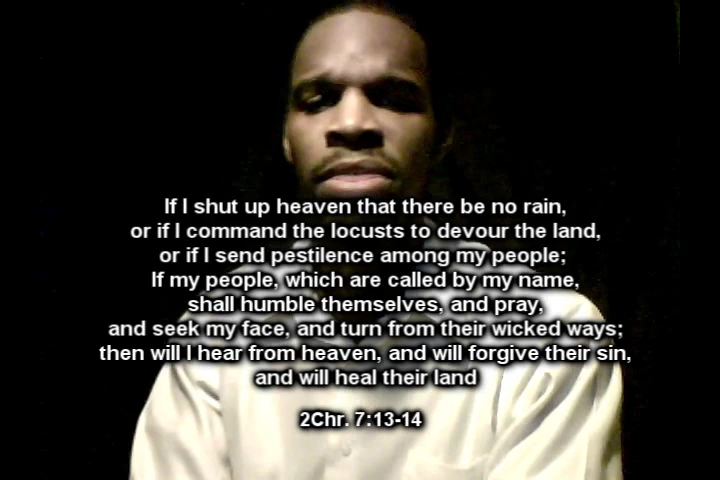 If I shut up heaven that there be no rain,
or if I command the locusts to devour the land,
or if I send pestilence among my people;
If my people, which are called by my name,
shall humble themselves, and pray,
and seek my face, and turn from their wicked ways;
then will I hear from heaven, and will forgive their sin,
and will heal their land
2Chr. 7:13-14